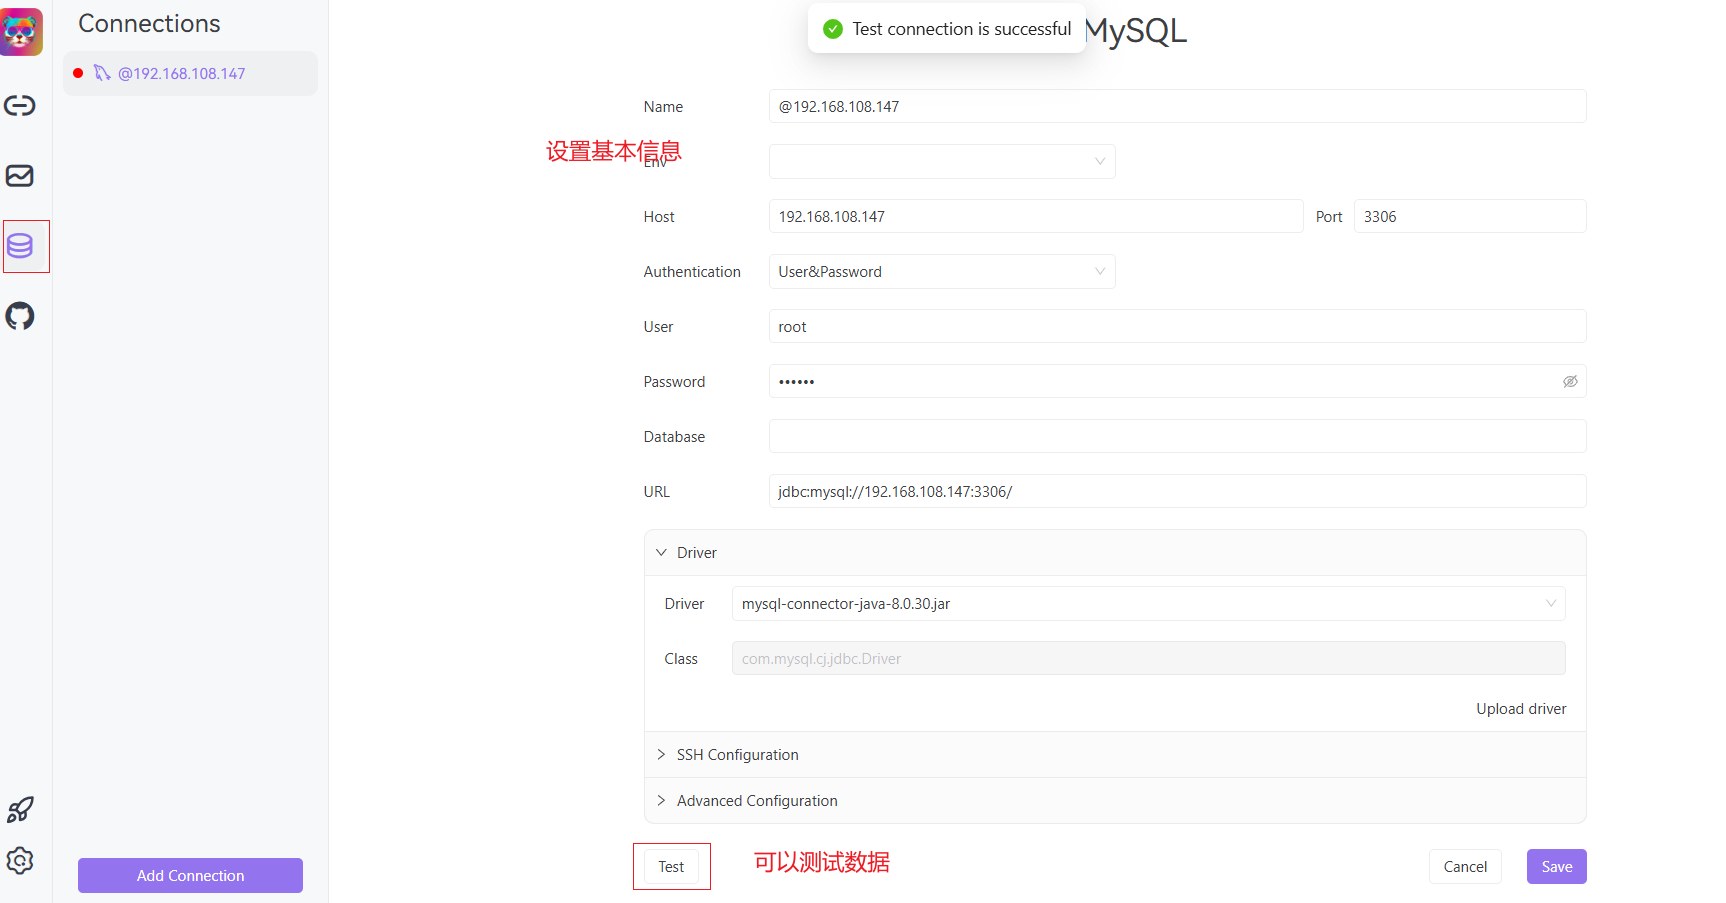 Connections
Test connection is successful
MySQL
@192.168.108.147
Name
@192.168.108.147
设置基本信息
Env
Host
192.168.108.147
Port
3306
Authentication
User&Password
User
root
Password
••••••
Database
URL
jdbc:mysql://192.168.108.147:3306/
Driver
Driver
mysql-connector-java-8.0.30.jar
Class
com.mysql.cj.jdbc.Driver
Upload driver
SSH Configuration
Advanced Configuration
Test
可以测试数据
Cancel
Save
Add Connection